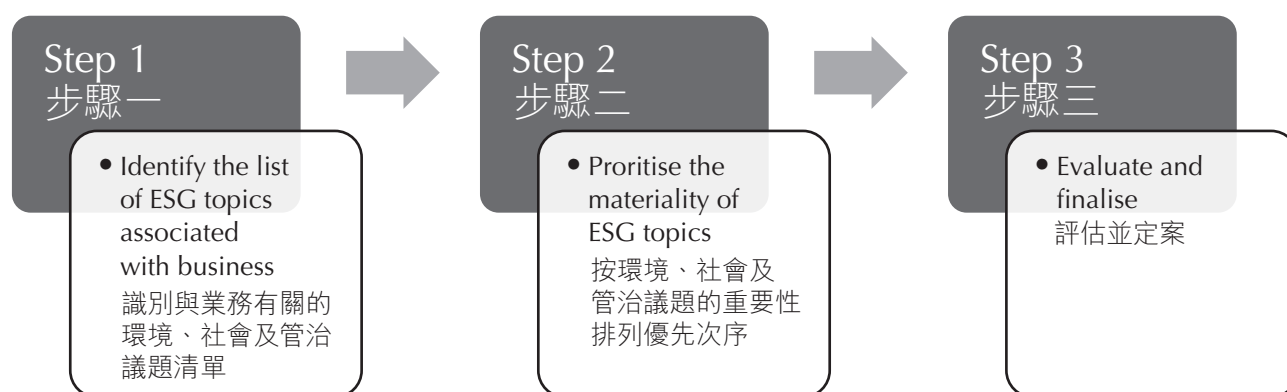 Step 1
步驟一
• Identify the list
of ESG topics
associated
with business
識別與業務有關的
環境、社會及管治
議題清單
Step 2
步驟二
• Proritise the
materiality of
ESG topics
按環境、社會及
管治議題的重要性
排列優先次序
Step 3
步驟三
• Evaluate and
finalise
評估並定案